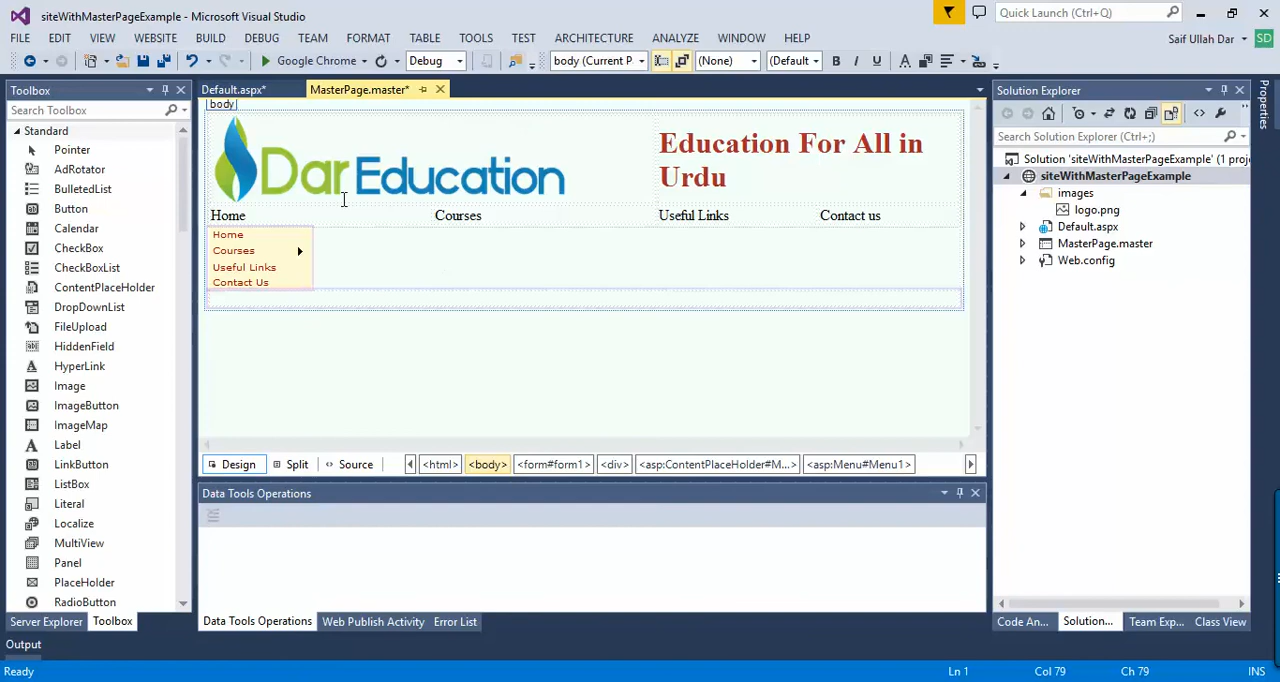 siteWithMasterPageExample - Microsoft Visual Studio
Quick Launch (Ctrl+Q)
FILE EDIT VIEW WEBSITE BUILD DEBUG TEAM FORMAT TABLE TOOLS TEST ARCHITECTURE ANALYZE WINDOW HELP
Saif Ullah Dar SD
Google Chrome Debug body (Current P (None) (Default B I U
Toolbox
Search Toolbox
Standard
Pointer
AdRotator
BulletedList
Button
Calendar
CheckBox
CheckBoxList
ContentPlaceHolder
DropDownList
FileUpload
HiddenField
HyperLink
Image
ImageButton
ImageMap
Label
LinkButton
ListBox
Literal
Localize
MultiView
Panel
PlaceHolder
RadioButton
Server Explorer Toolbox
Output
Default.aspx* MasterPage.master*
body
Dar Education
Education For All in
Urdu
Home Courses Useful Links Contact us
Home
Courses
Useful Links
Contact Us
Design Split Source <html> <body> <form#form1> <div> <asp:ContentPlaceHolder#M...> <asp:Menu#Menu1>
Data Tools Operations
Data Tools Operations Web Publish Activity Error List
Solution Explorer
Search Solution Explorer (Ctrl+;)
Solution 'siteWithMasterPageExample' (1 proj
siteWithMasterPageExample
images
logo.png
Default.aspx
MasterPage.master
Web.config
Code An... Solution... Team Exp... Class View
Properties
Ready Ln 1 Col 79 Ch 79 INS